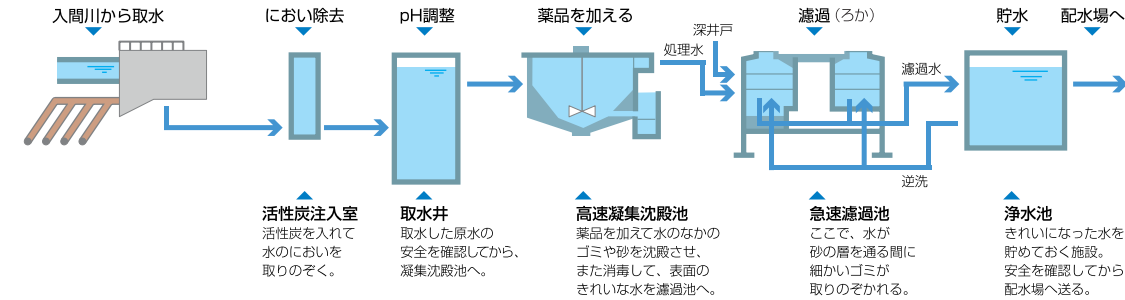 入間川から取水
におい除去
pH調整
薬品を加える
濾過（ろか）
貯水
配水場へ
深井戸
処理水
濾過水
逆洗
活性炭注入室
活性炭を入れて
水のにおいを
取りのぞく。
取水井
取水した原水の
安全を確認してから、
凝集沈殿池へ。
高速凝集沈殿池
薬品を加えて水のなかの
ゴミや砂を沈殿させ、
また消毒して、表面の
きれいな水を濾過池へ。
急速濾過池
ここで、水が
砂の層を通る間に
細かいゴミが
取りのぞかれる。
浄水池
きれいになった水を
貯めておく施設。
安全を確認してから
配水場へ送る。